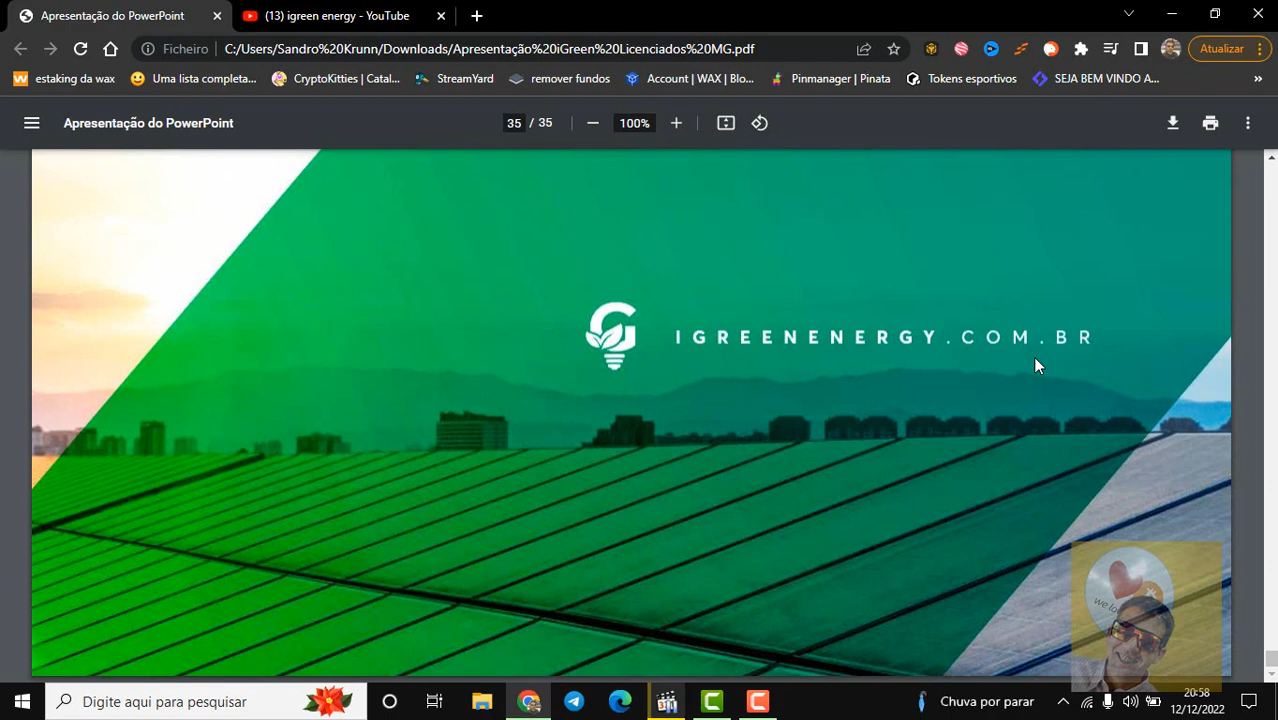 Apresentação do PowerPoint
(13) igreen energy - YouTube
Ficheiro
C:/Users/Sandro%20Krunn/Downloads/Apresentação%20iGreen%20Licenciados%20MG.pdf
Atualizar
estaking da wax
Uma lista completa...
CryptoKitties | Catal...
StreamYard
remover fundos
Account | WAX | Blo...
Pinmanager | Pinata
Tokens esportivos
SEJA BEM VINDO A...
»
Apresentação do PowerPoint
35 / 35
100%
IGREENENERGY.COM.BR
Digite aqui para pesquisar
Chuva por parar
20:58
12/12/2022